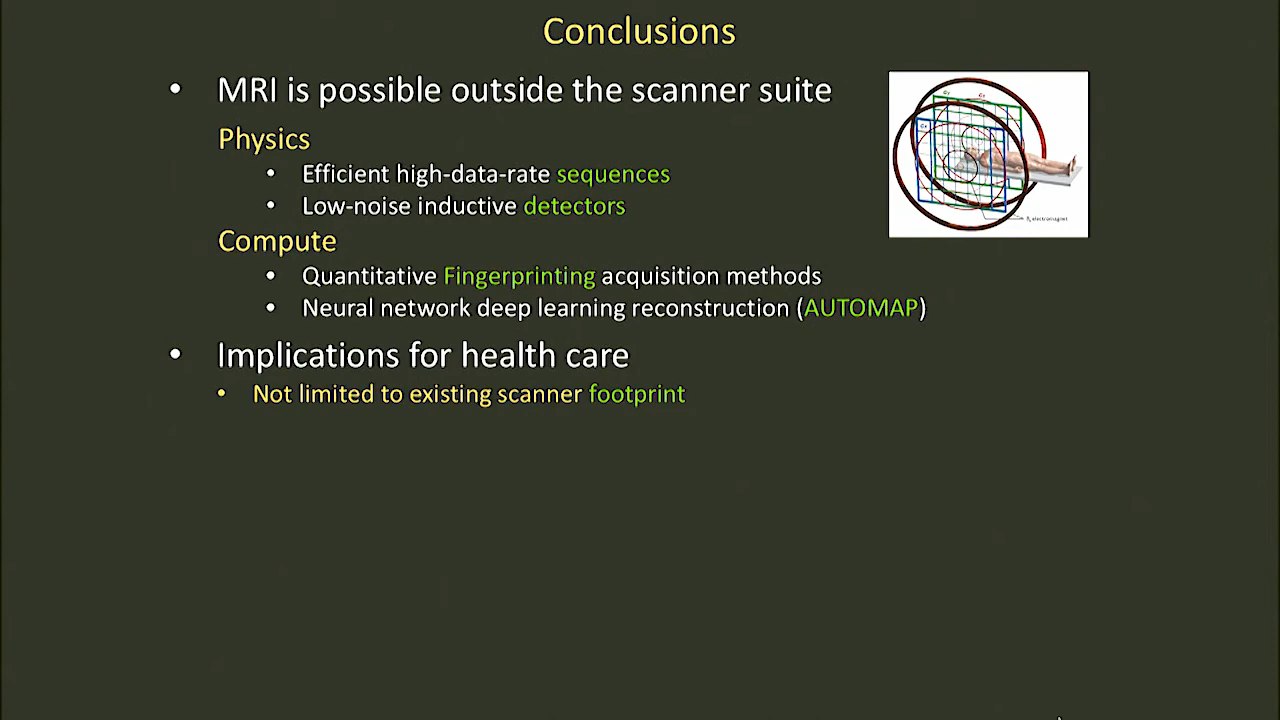 Conclusions
• MRI is possible outside the scanner suite
Physics
• Efficient high-data-rate sequences
• Low-noise inductive detectors
Compute
• Quantitative Fingerprinting acquisition methods
• Neural network deep learning reconstruction (AUTOMAP)
• Implications for health care
• Not limited to existing scanner footprint
electromagnet